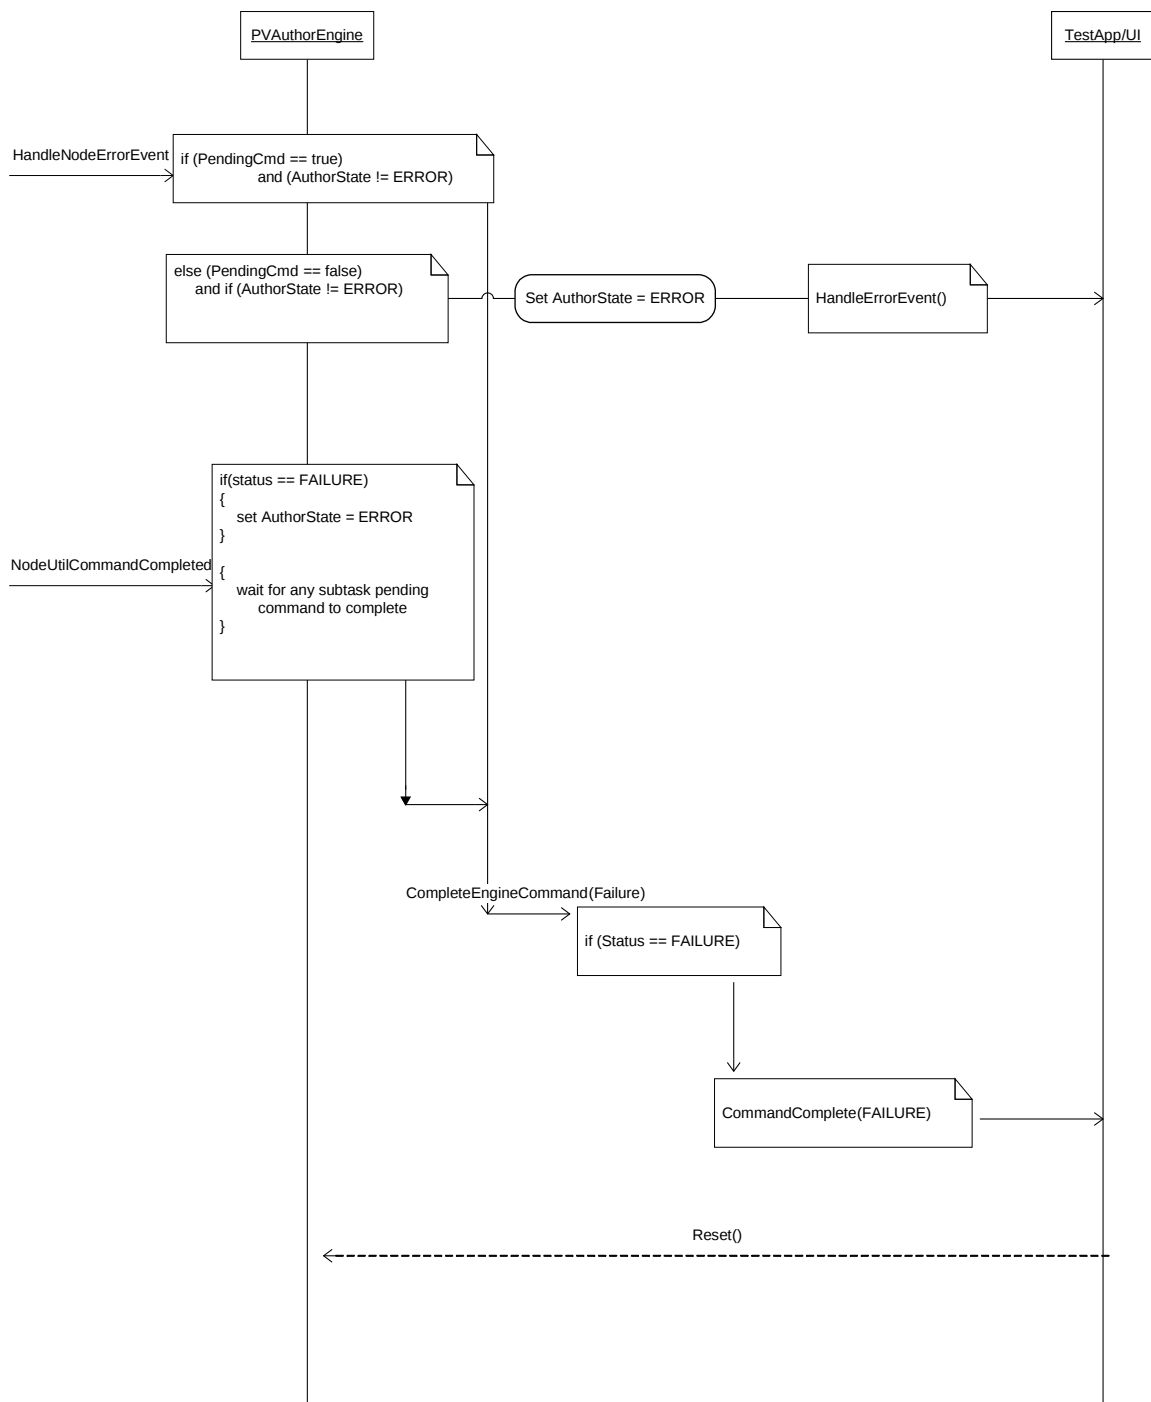 PVAuthorEngine
TestApp/UI
HandleNodeErrorEvent
if (PendingCmd == true)
and (AuthorState != ERROR)
else (PendingCmd == false)
and if (AuthorState != ERROR)
Set AuthorState = ERROR
HandleErrorEvent()
if(status == FAILURE)
{
set AuthorState = ERROR
}
NodeUtilCommandCompleted
{
wait for any subtask pending
command to complete
}
CompleteEngineCommand(Failure)
if (Status == FAILURE)
CommandComplete(FAILURE)
Reset()